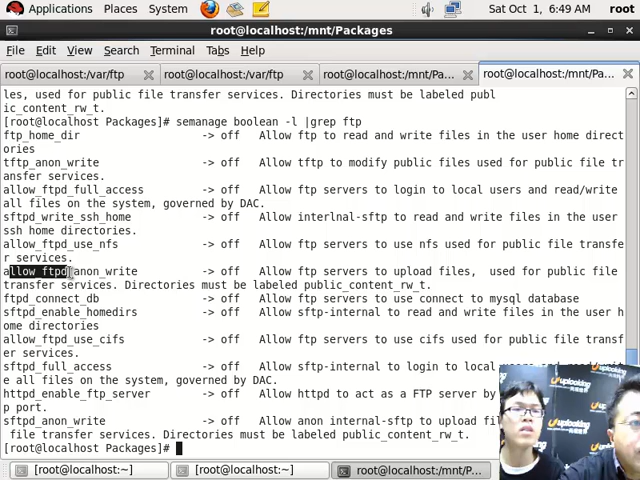 Applications Places System Sat Oct 1, 6:49 AM root
root@localhost:/mnt/Packages
File Edit View Search Terminal Tabs Help
root@localhost:/var/ftp root@localhost:/var/ftp root@localhost:/mnt/Pa... root@localhost:/mnt/Pa...
les, used for public file transfer services. Directories must be labeled publ
ic_content_rw_t.
[root@localhost Packages]# semanage boolean -l |grep ftp
ftp_home_dir -> off Allow ftp to read and write files in the user home direct
ories
tftp_anon_write -> off Allow tftp to modify public files used for public file tr
ansfer services.
allow_ftpd_full_access -> off Allow ftp servers to login to local users and read/write
all files on the system, governed by DAC.
sftpd_write_ssh_home -> off Allow interlnal-sftp to read and write files in the user
ssh home directories.
allow_ftpd_use_nfs -> off Allow ftp servers to use nfs used for public file transfe
r services.
allow_ftpd_anon_write -> off Allow ftp servers to upload files, used for public file
transfer services. Directories must be labeled public_content_rw_t.
ftpd_connect_db -> off Allow ftp servers to use connect to mysql database
sftpd_enable_homedirs -> off Allow sftp-internal to read and write files in the user h
ome directories
allow_ftpd_use_cifs -> off Allow ftp servers to use cifs used for public file transf
er services.
sftpd_full_access -> off Allow sftp-internal to login to local users and read/writ
e all files on the system, governed by DAC.
httpd_enable_ftp_server -> off Allow httpd to act as a FTP server by
p port.
sftpd_anon_write -> off Allow anon internal-sftp to upload fil
file transfer services. Directories must be labeled public_content_rw_t.
[root@localhost Packages]#
uplooking
uplooking
[root@localhost:~] [root@localhost:~] root@localhost:/mnt/P...